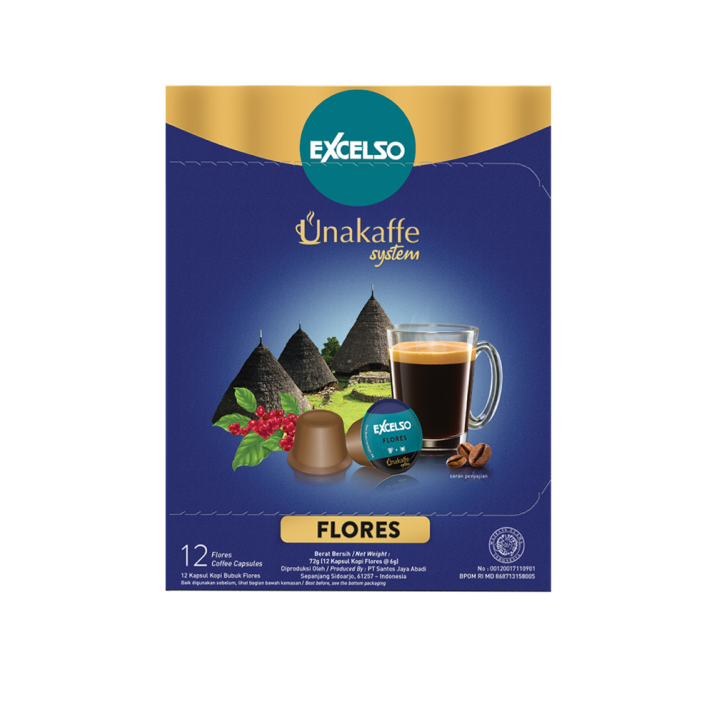 EXCELSO
Unakaffe
system
EXCELSO
FLORES
Unakaffe
system
saran penyajian
FLORES
12 Flores
Coffee Capsules
12 Kapsul Kopi Bubuk Flores
Baik digunakan sebelum, lihat bagian bawah kemasan / Best before, see the bottom packaging
Berat Bersih / Net Weight :
72g (12 Kapsul Kopi Flores @ 6g)
Diproduksi Oleh / Produced By : PT Santos Jaya Abadi
Sepanjang Sidoarjo, 61257 - Indonesia
No : 00120017110901
BPOM RI MD 868713158005